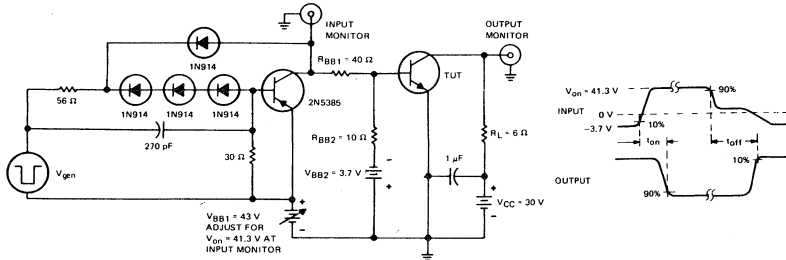 INPUT
MONITOR
OUTPUT
MONITOR
1N914
RBB1 = 40 Ω
TUT
56 Ω
1N914
1N914
1N914
2N5385
270 pF
30 Ω
RBB2 = 10 Ω
RL = 6 Ω
Vgen
VBB2 = 3.7 V
1 μF
VCC = 30 V
VBB1 = 43 V
ADJUST FOR
Von = 41.3 V AT
INPUT MONITOR
+
-
-
+
+
-
Von = 41.3 V
90%
INPUT
0 V
-3.7 V
10%
ton
toff
10%
OUTPUT
90%